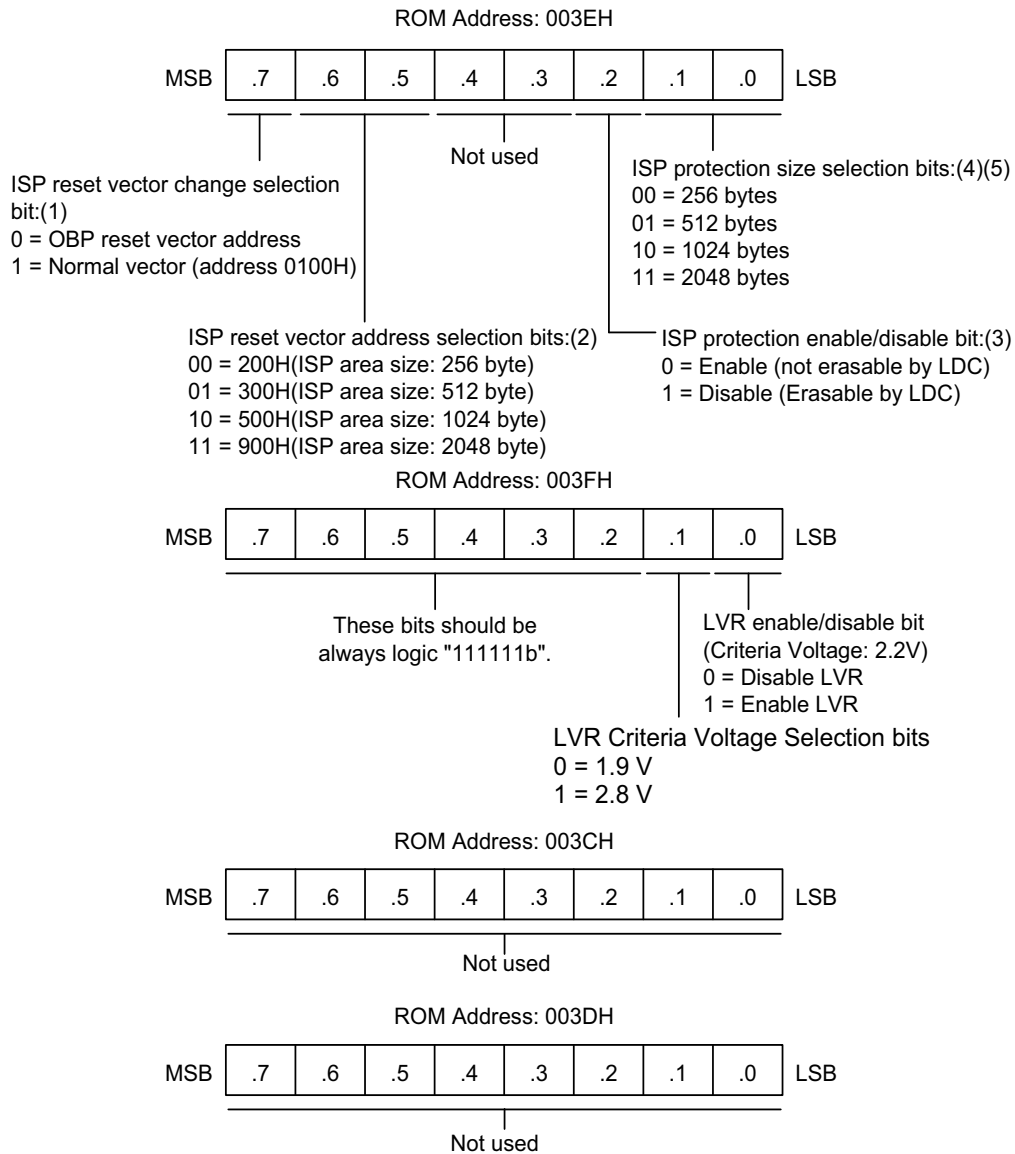 ROM Address: 003EH
MSB .7 .6 .5 .4 .3 .2 .1 .0 LSB
Not used
ISP reset vector change selection
bit:(1)
0 = OBP reset vector address
1 = Normal vector (address 0100H)
ISP protection size selection bits:(4)(5)
00 = 256 bytes
01 = 512 bytes
10 = 1024 bytes
11 = 2048 bytes
ISP reset vector address selection bits:(2)
00 = 200H(ISP area size: 256 byte)
01 = 300H(ISP area size: 512 byte)
10 = 500H(ISP area size: 1024 byte)
11 = 900H(ISP area size: 2048 byte)
ISP protection enable/disable bit:(3)
0 = Enable (not erasable by LDC)
1 = Disable (Erasable by LDC)
ROM Address: 003FH
MSB .7 .6 .5 .4 .3 .2 .1 .0 LSB
These bits should be
always logic "111111b".
LVR enable/disable bit
(Criteria Voltage: 2.2V)
0 = Disable LVR
1 = Enable LVR
LVR Criteria Voltage Selection bits
0 = 1.9 V
1 = 2.8 V
ROM Address: 003CH
MSB .7 .6 .5 .4 .3 .2 .1 .0 LSB
Not used
ROM Address: 003DH
MSB .7 .6 .5 .4 .3 .2 .1 .0 LSB
Not used